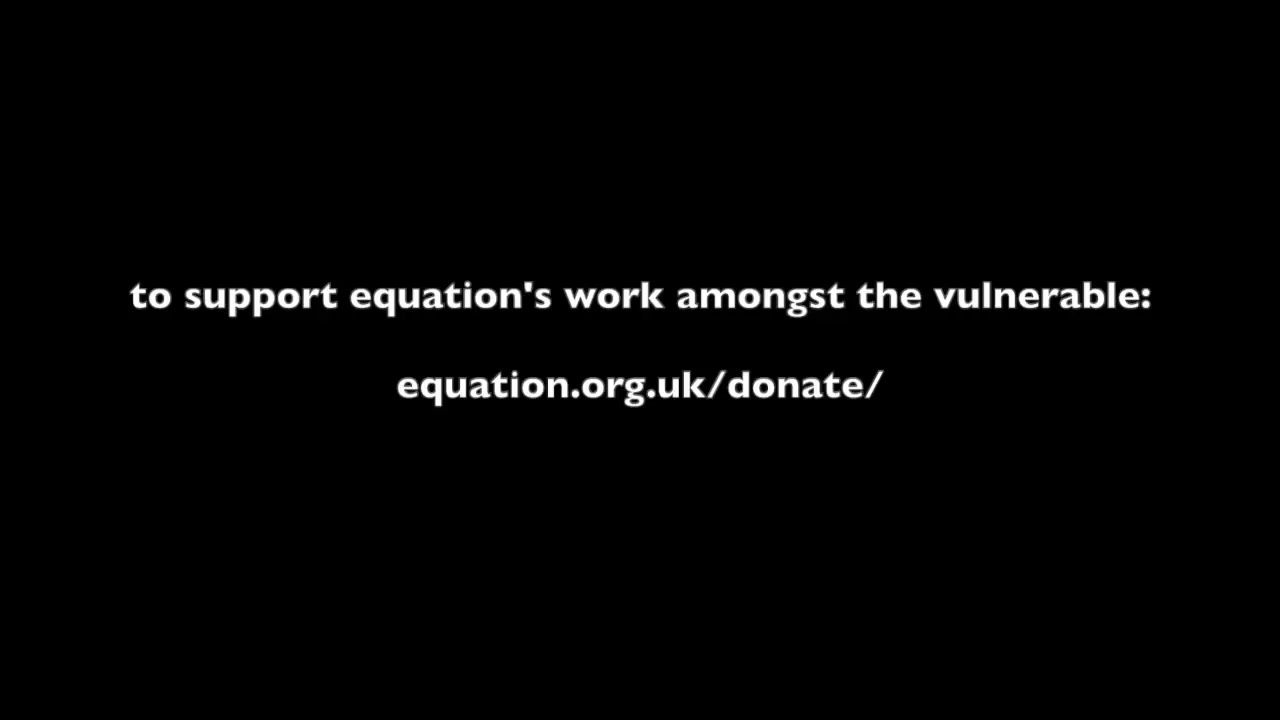 to support equation's work amongst the vulnerable:
equation.org.uk/donate/